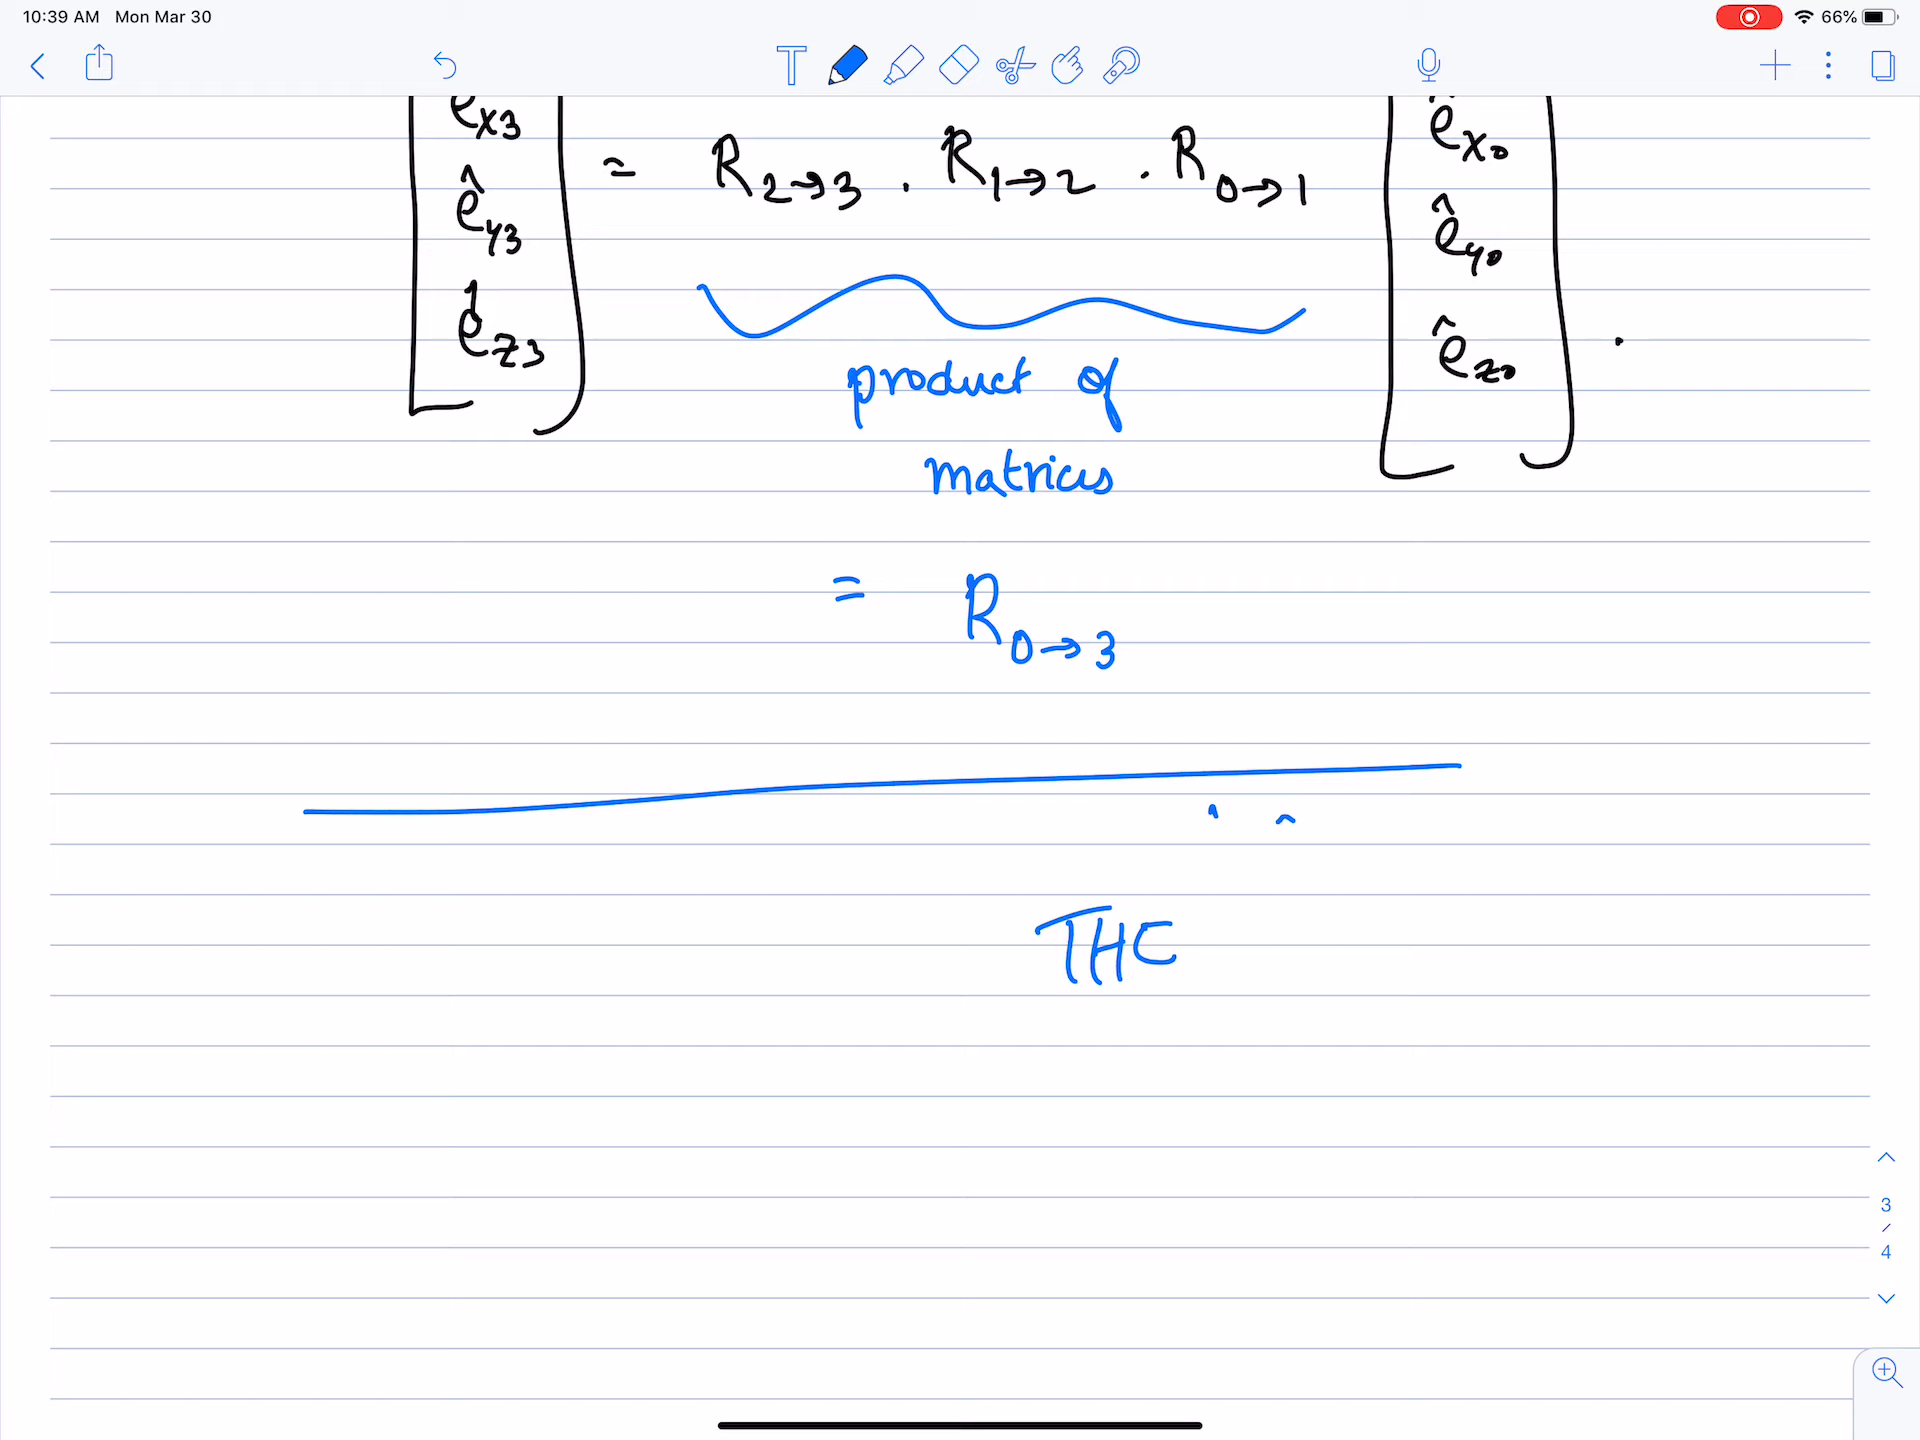 10:39 AM Mon Mar 30 66%
T
êx3 = R2→3 . R1→2 . R0→1 êx0
êy3 êy0
êz3 êz0 .
product of
matrices
= R0→3
THC
3
/
4